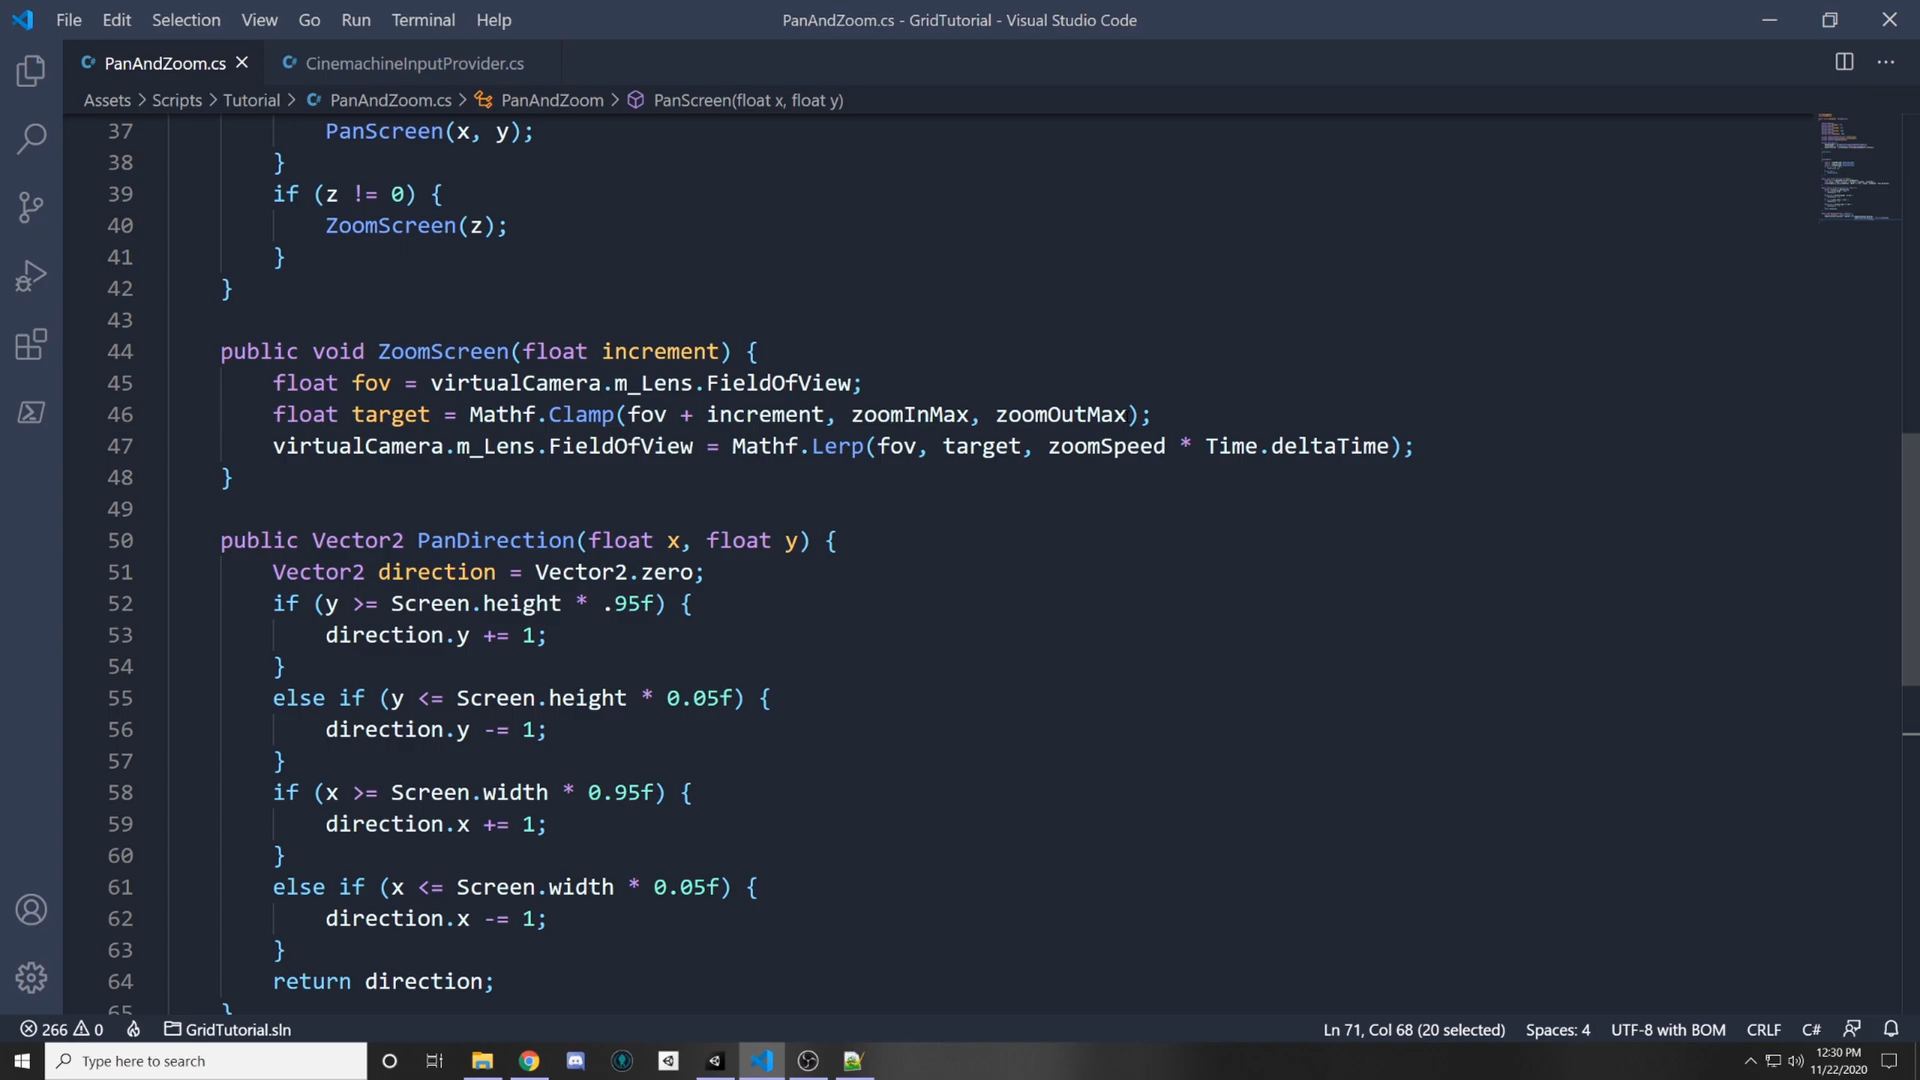 File Edit Selection View Go Run Terminal Help
PanAndZoom.cs - GridTutorial - Visual Studio Code
PanAndZoom.cs
CinemachineInputProvider.cs
Assets > Scripts > Tutorial > PanAndZoom.cs > PanAndZoom > PanScreen(float x, float y)
37 PanScreen(x, y);
38 }
39 if (z != 0) {
40 ZoomScreen(z);
41 }
42 }
43
44 public void ZoomScreen(float increment) {
45 float fov = virtualCamera.m_Lens.FieldOfView;
46 float target = Mathf.Clamp(fov + increment, zoomInMax, zoomOutMax);
47 virtualCamera.m_Lens.FieldOfView = Mathf.Lerp(fov, target, zoomSpeed * Time.deltaTime);
48 }
49
50 public Vector2 PanDirection(float x, float y) {
51 Vector2 direction = Vector2.zero;
52 if (y >= Screen.height * .95f) {
53 direction.y += 1;
54 }
55 else if (y <= Screen.height * 0.05f) {
56 direction.y -= 1;
57 }
58 if (x >= Screen.width * 0.95f) {
59 direction.x += 1;
60 }
61 else if (x <= Screen.width * 0.05f) {
62 direction.x -= 1;
63 }
64 return direction;
65 }
266 0 GridTutorial.sln
Ln 71, Col 68 (20 selected) Spaces: 4 UTF-8 with BOM CRLF C#
Type here to search
12:30 PM
11/22/2020